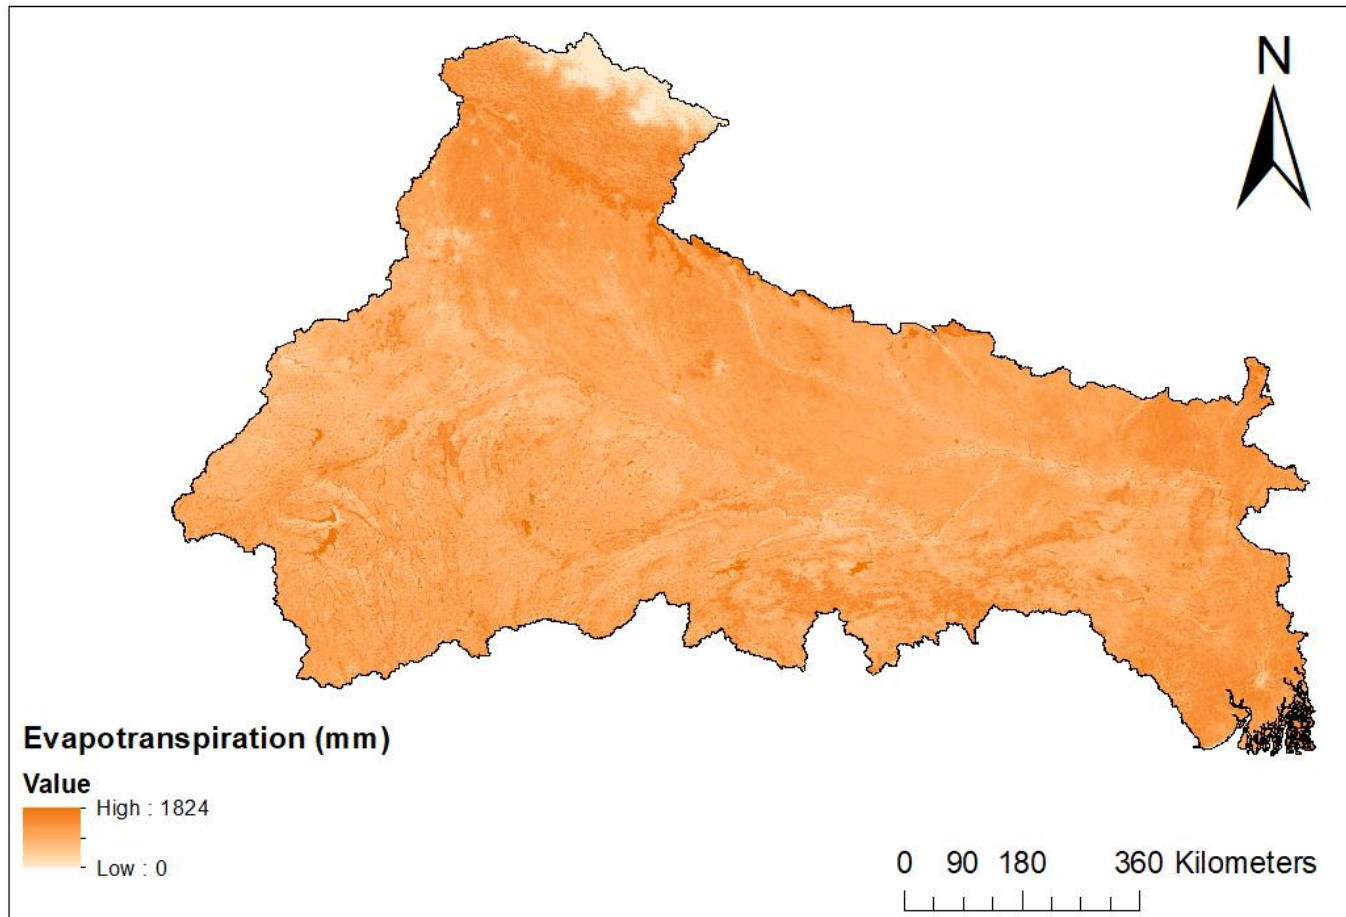 N
Evapotranspiration (mm)
Value
High : 1824
Low : 0
0 90 180 360 Kilometers